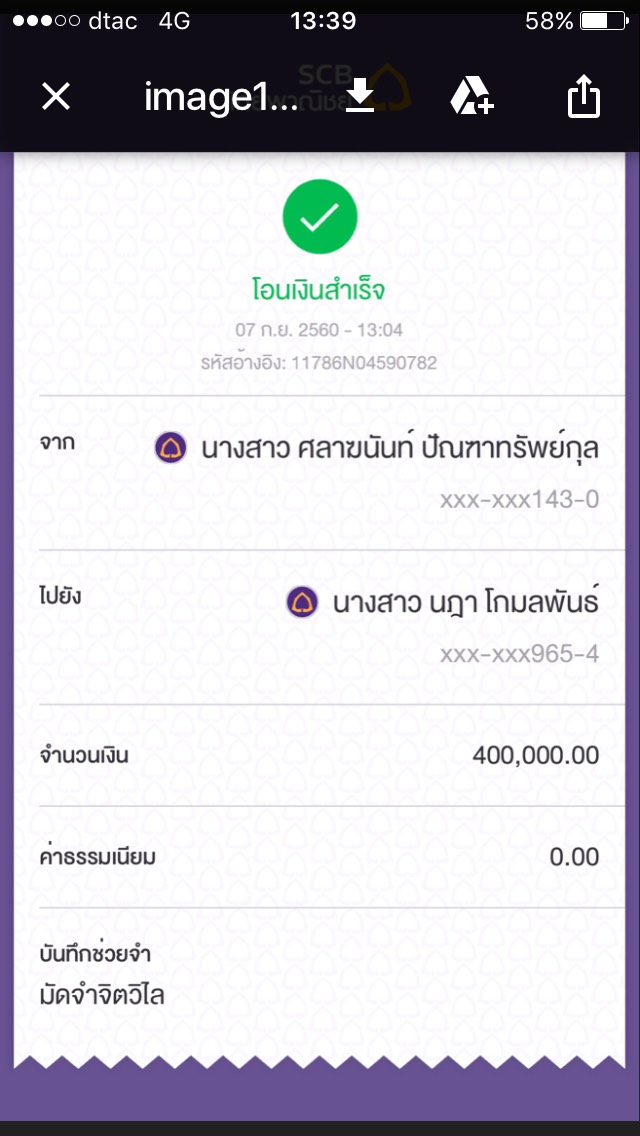 dtac 4G 13:39 58%
SCB
image1...
โอนเงินสำเร็จ
07 ก.ย. 2560 - 13:04
รหัสอ้างอิง: 11786N04590782
จาก นางสาว ศลาฆนันท์ ปัณฑาทรัพย์กุล
xxx-xxx143-0
ไปยัง นางสาว นฎา โกมลพันธ์
xxx-xxx965-4
จำนวนเงิน 400,000.00
ค่าธรรมเนียม 0.00
บันทึกช่วยจำ
มัดจำจิตวิไล